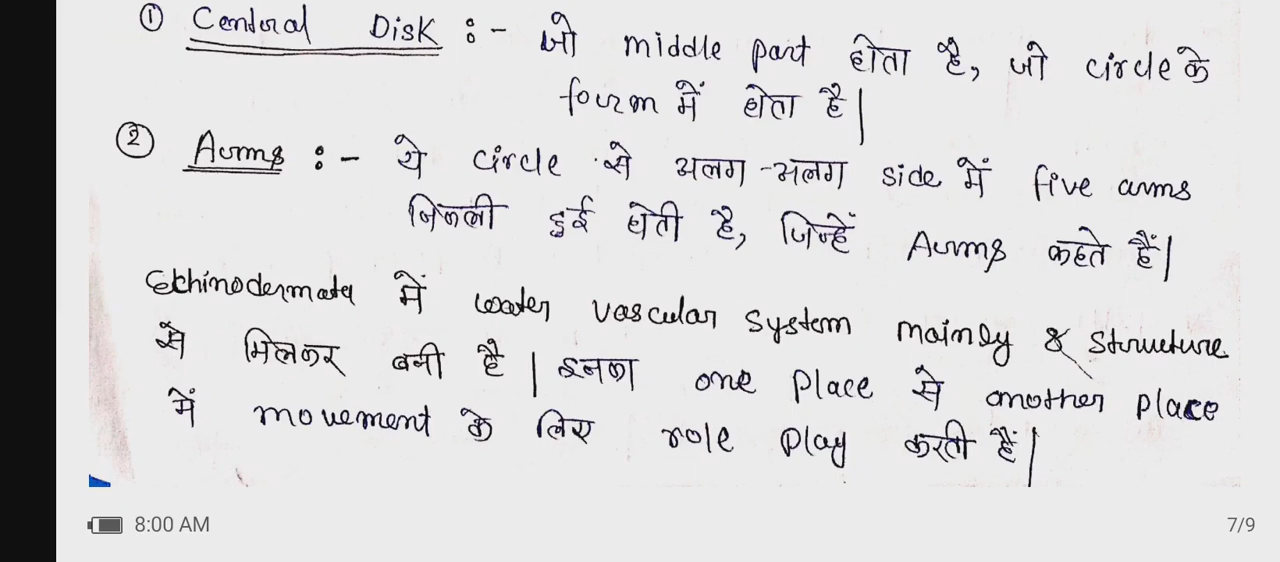 ① Central Disk :- जो middle part होता है, जो circle के
fourm में होता है|
② Arms :- ये circle से अलग-अलग side में five arms
निकली हुई होती है, जिन्हें Arms कहते हैं|
Echinodermata में water vascular system mainly 8 structure
से मिलकर बनी है | इनका one place से another place
में movement के लिए role play करती हैं|
8:00 AM
7/9